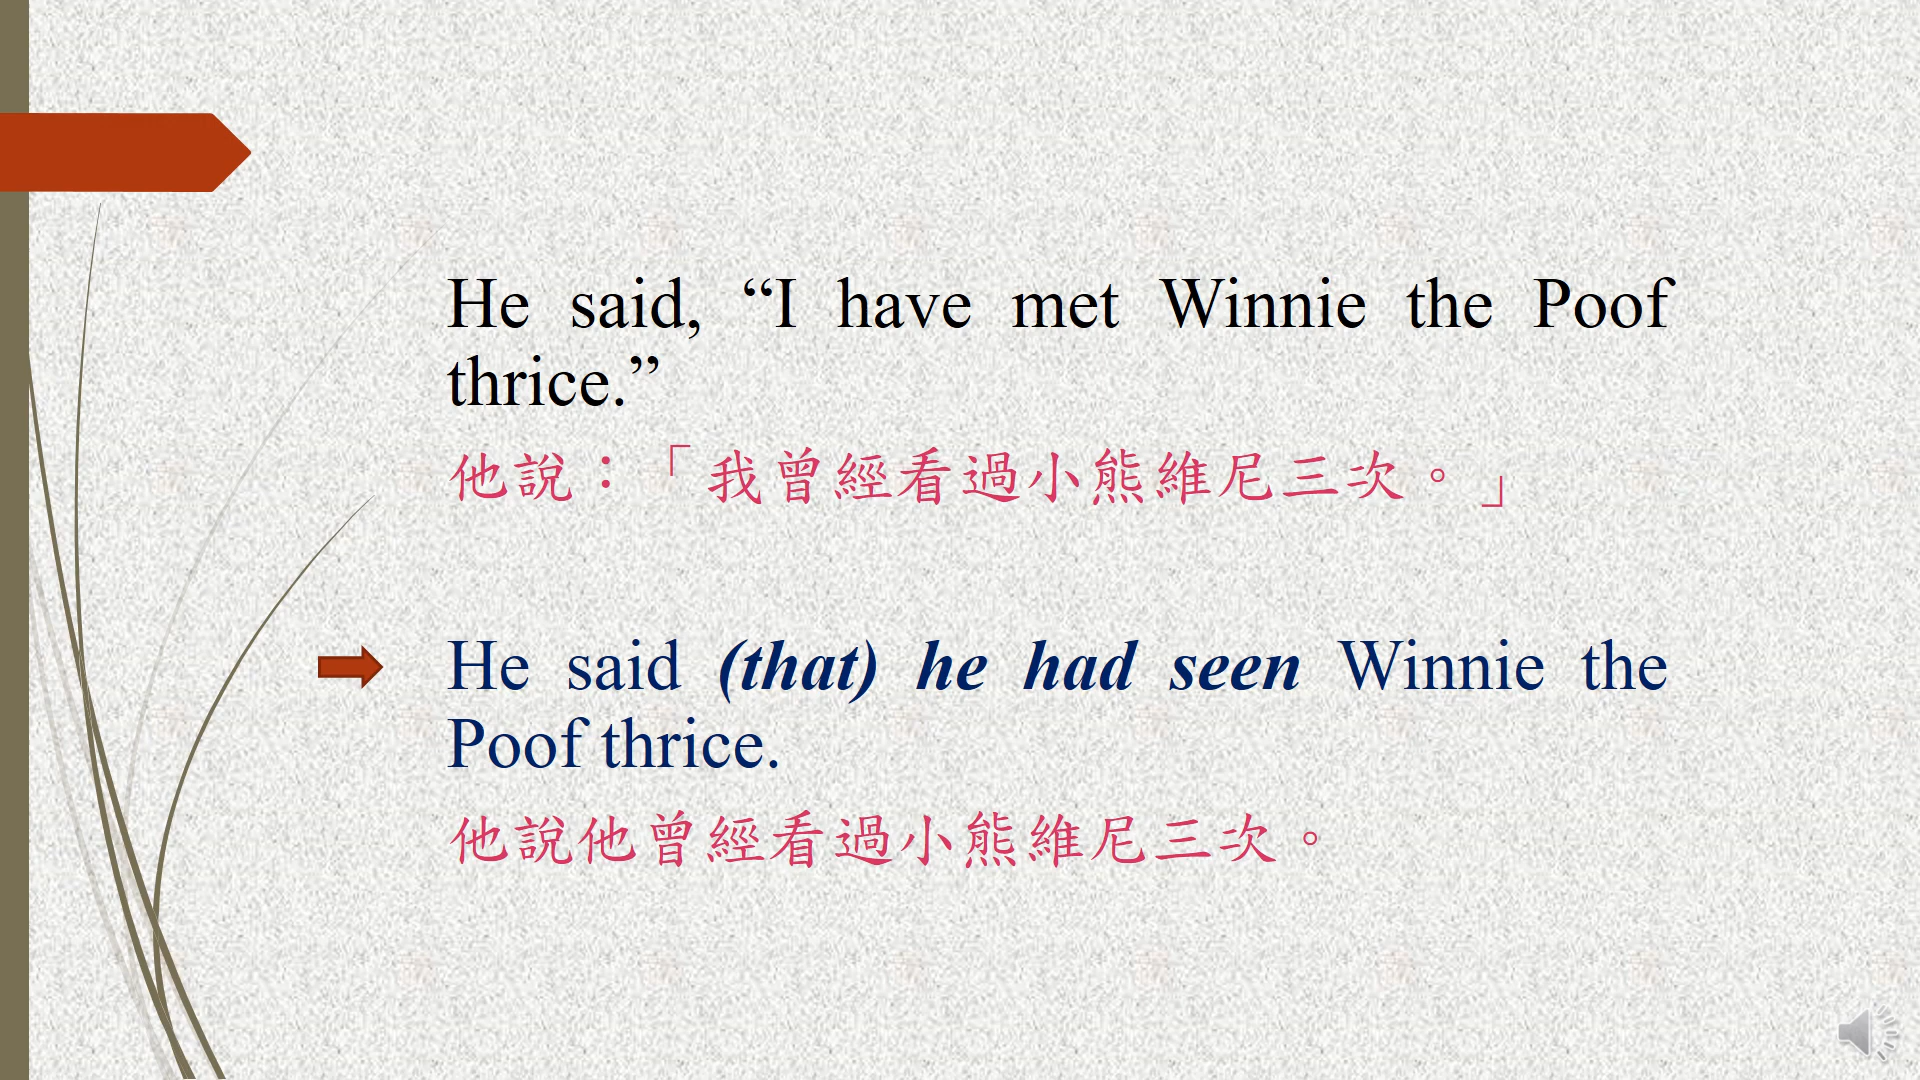 He said, “I have met Winnie the Poof
thrice.”
他說：「我曾經看過小熊維尼三次。」
He said (that) he had seen Winnie the
Poof thrice.
他說他曾經看過小熊維尼三次。